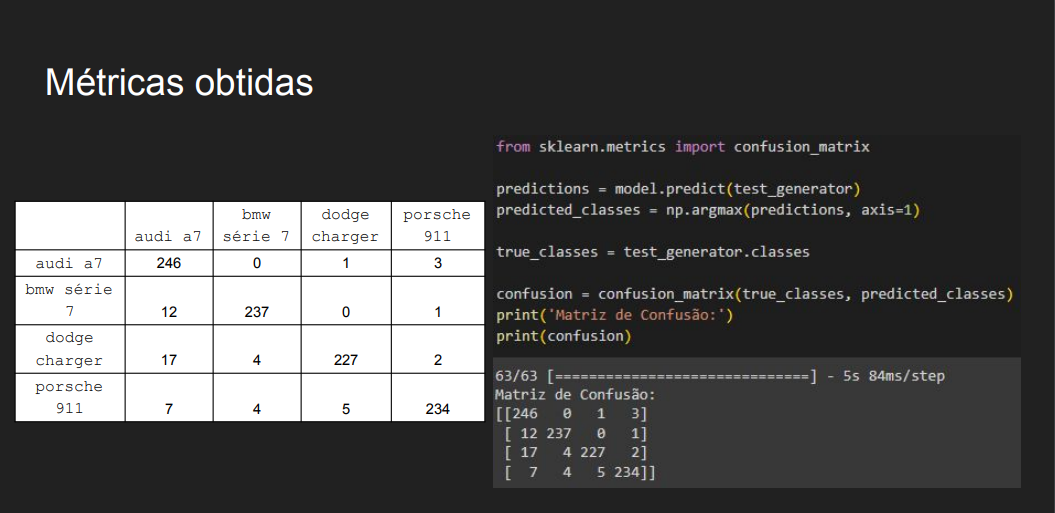 Métricas obtidas
audi a7 bmw série 7 dodge charger porsche 911
audi a7 246 0 1 3
bmw série 7 12 237 0 1
dodge charger 17 4 227 2
porsche 911 7 4 5 234
from sklearn.metrics import confusion_matrix
predictions = model.predict(test_generator)
predicted_classes = np.argmax(predictions, axis=1)
true_classes = test_generator.classes
confusion = confusion_matrix(true_classes, predicted_classes)
print('Matriz de Confusão:')
print(confusion)
63/63 [==============================] - 5s 84ms/step
Matriz de Confusão:
[[246   0   1   3]
 [ 12 237   0   1]
 [ 17   4 227   2]
 [  7   4   5 234]]